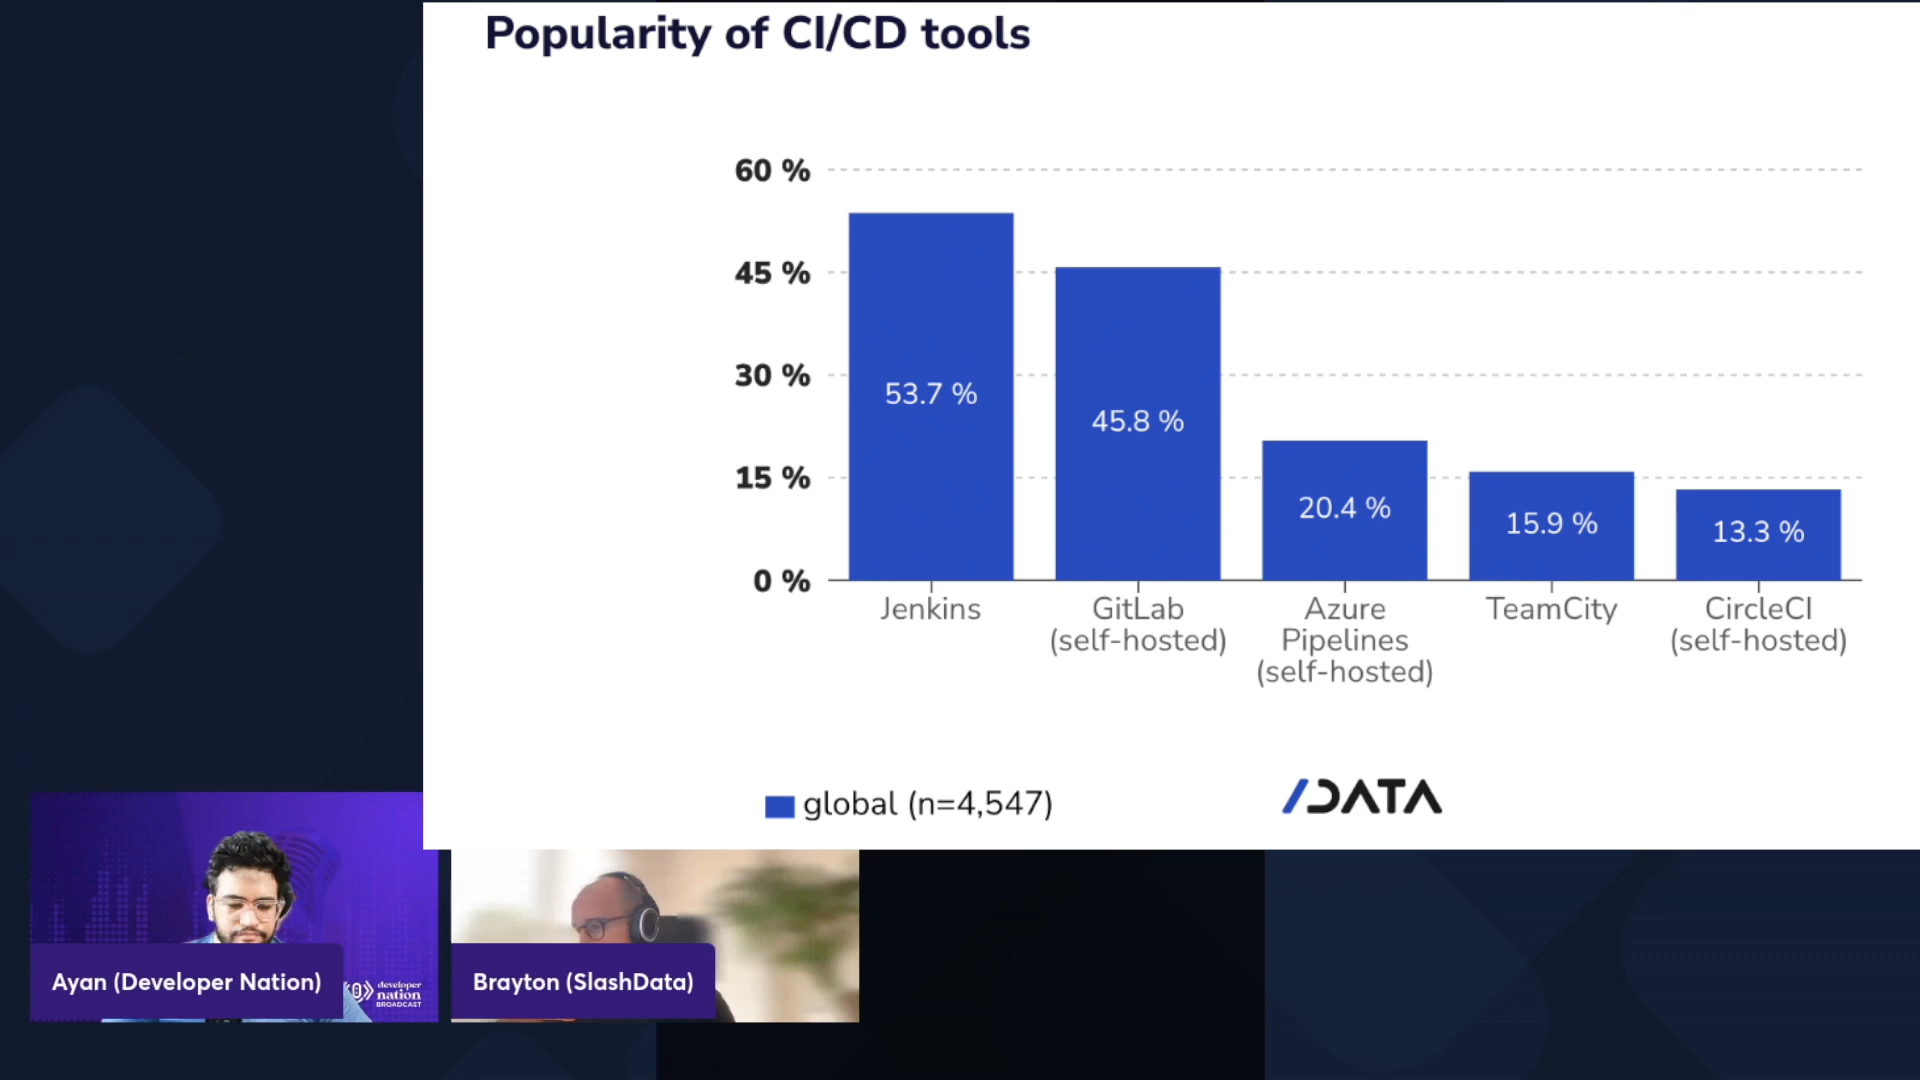 Popularity of CI/CD tools
60 %
45 %
30 %
15 %
0 %
53.7 %
45.8 %
20.4 %
15.9 %
13.3 %
Jenkins
GitLab
(self-hosted)
Azure
Pipelines
(self-hosted)
TeamCity
CircleCI
(self-hosted)
global (n=4,547)
/DATA
Ayan (Developer Nation)
developer
nation
BROADCAST
Brayton (SlashData)